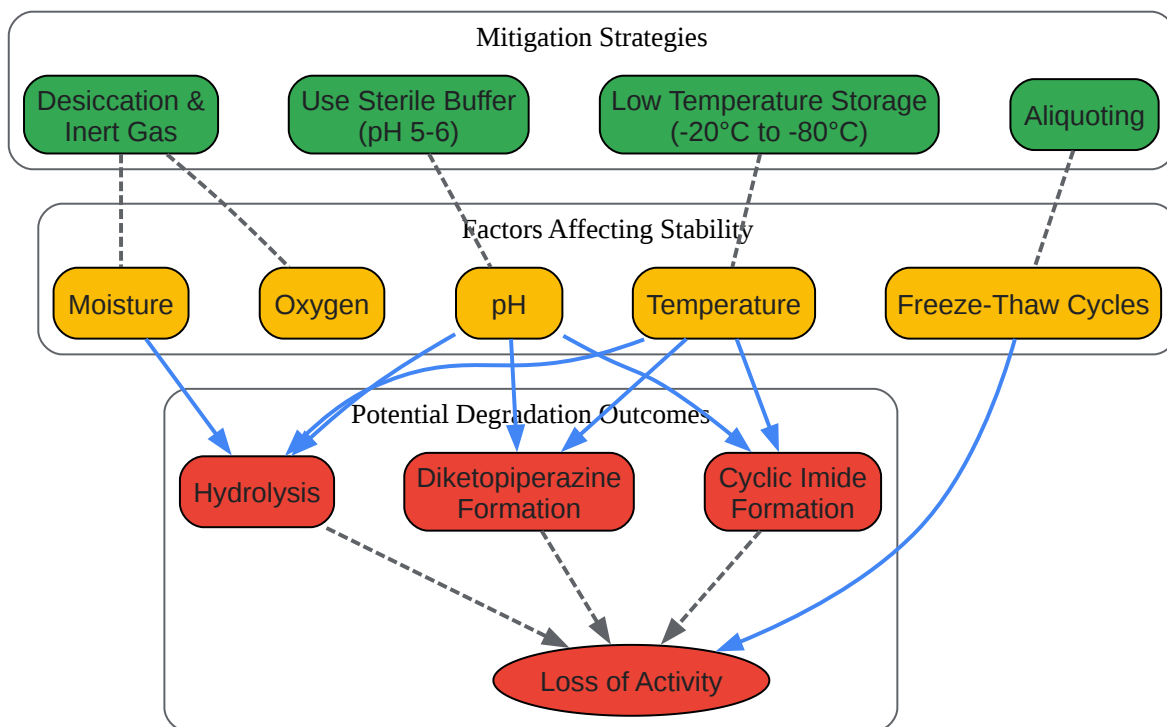 Mitigation Strategies
Desiccation &
Inert Gas
Use Sterile Buffer
(pH 5-6)
Low Temperature Storage
(-20°C to -80°C)
Aliquoting
Factors Affecting Stability
Moisture
Oxygen
pH
Temperature
Freeze-Thaw Cycles
Potential Degradation Outcomes
Hydrolysis
Diketopiperazine
Formation
Cyclic Imide
Formation
Loss of Activity